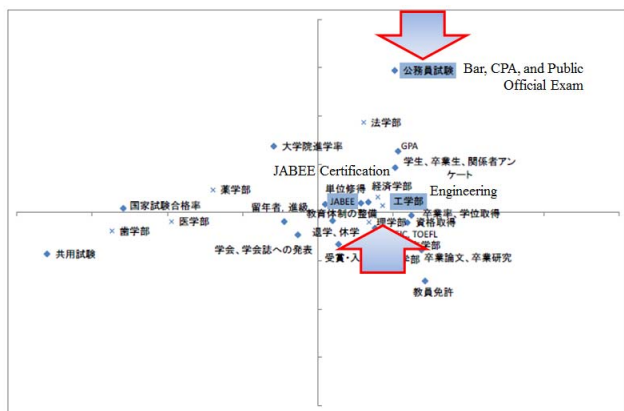 公務員試験
Bar, CPA, and Public
Official Exam
法学部
大学院進学率
GPA
学生、卒業生、関係者アン
ケート
JABEE Certification
薬学部
単位修得
経済学部
Engineering
国家試験合格率
留年者, 進級
JABEE
工学部
医学部
教育体制の整備
理学部
卒業率、学位取得
資格取得
歯学部
退学、休学
TOEFL
学会、学会誌への発表
受賞・入
学部
学部
共用試験
卒業論文、卒業研究
教員免許